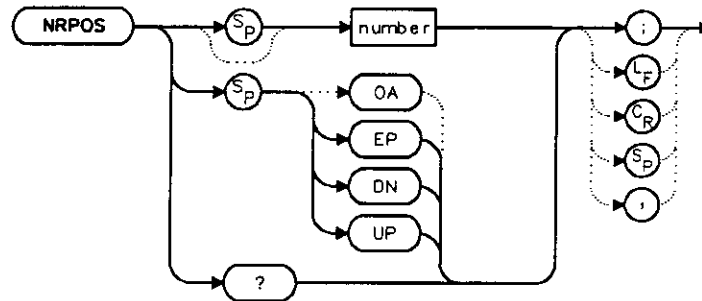 NRPOS SP number ;
LF
SP OA CR
EP SP
DN ,
UP
?